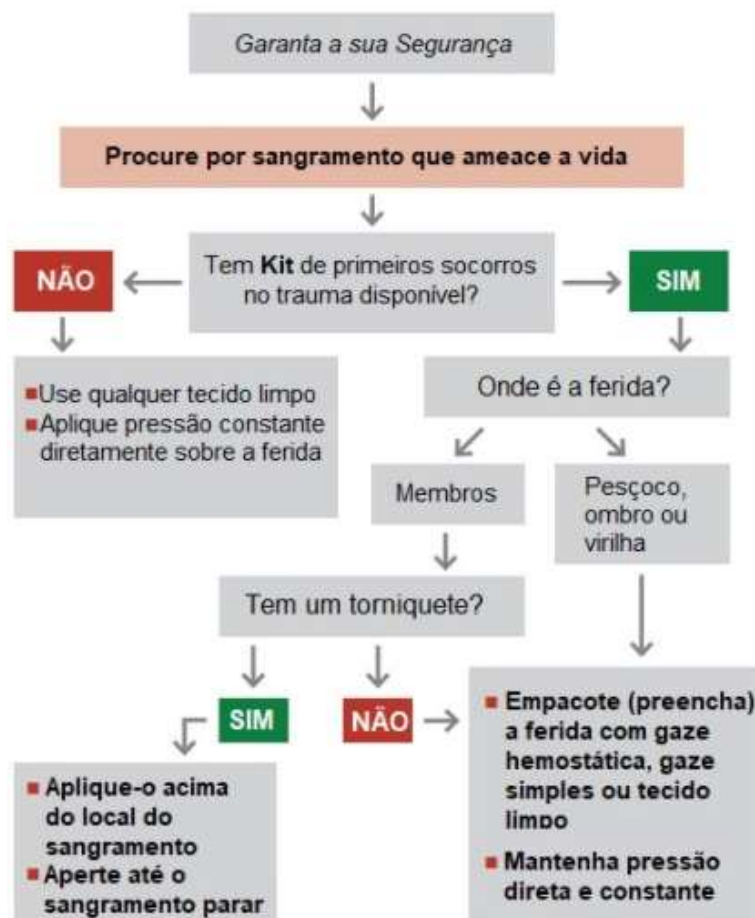 Garanta a sua Segurança
Procure por sangramento que ameace a vida
Tem Kit de primeiros socorros
no trauma disponível?
NÃO
SIM
■Use qualquer tecido limpo
■Aplique pressão constante
diretamente sobre a ferida
Onde é a ferida?
Membros
Pesçoco,
ombro ou
virilha
Tem um torniquete?
SIM
NÃO
■ Aplique-o acima
do local do
sangramento
■ Aperte até o
sangramento parar
■ Empacote (preencha)
a ferida com gaze
hemostática, gaze
simples ou tecido
limpo
■ Mantenha pressão
direta e constante